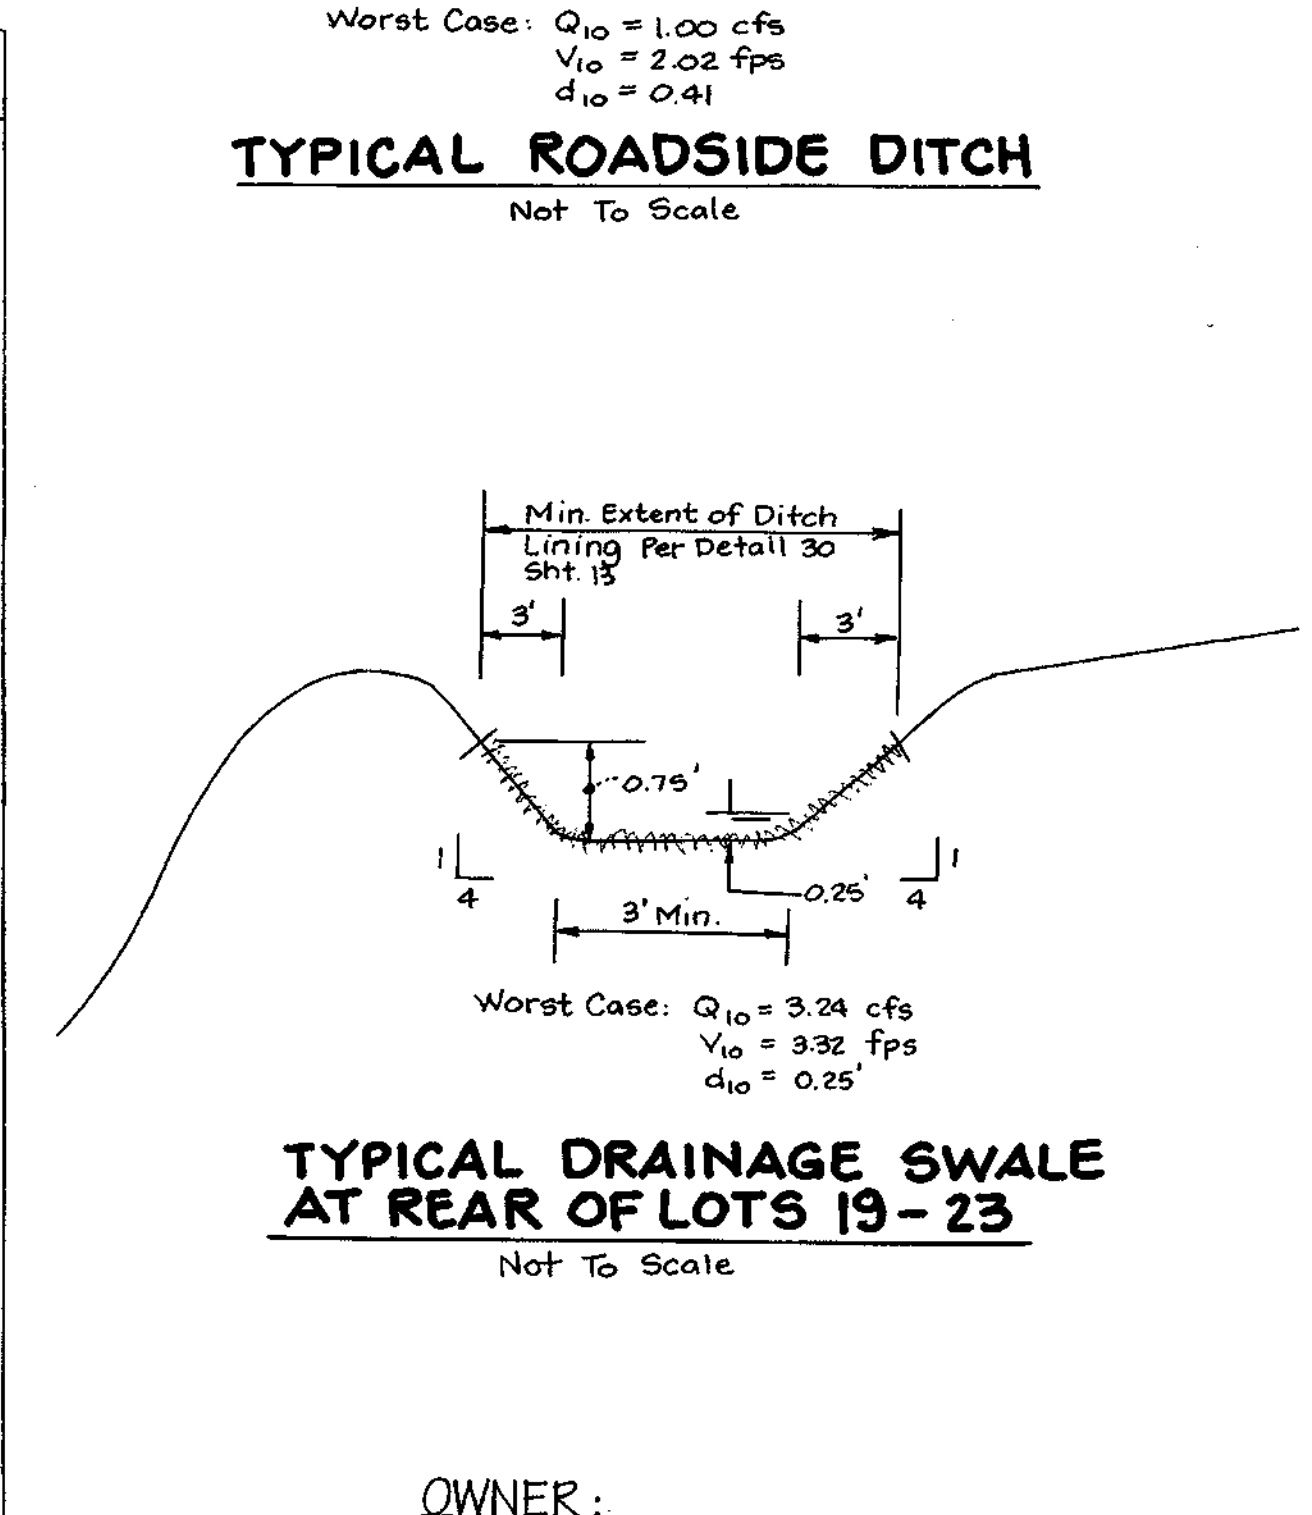 Worst Case: Q10 = 1.00 cfs
V10 = 2.02 fps
d10 = 0.41
TYPICAL ROADSIDE DITCH
Not To Scale
Min. Extent of Ditch
Lining Per Detail 30
Sht. 13
3'
3'
0.75'
1
4
0.25'
1
4
3' Min.
Worst Case: Q10 = 3.24 cfs
V10 = 3.32 fps
d10 = 0.25'
TYPICAL DRAINAGE SWALE
AT REAR OF LOTS 19-23
Not To Scale
OWNER: